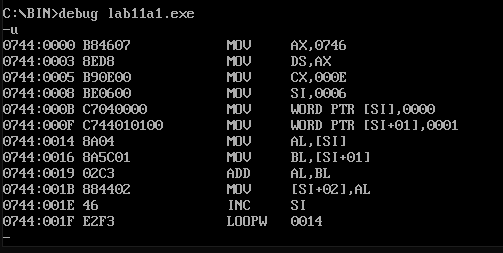 C:\BIN>debug lab11a1.exe
-u
0744:0000 B84607 MOV AX,0746
0744:0003 8ED8 MOV DS,AX
0744:0005 B90E00 MOV CX,000E
0744:0008 BE0600 MOV SI,0006
0744:000B C7040000 MOV WORD PTR [SI],0000
0744:000F C744010100 MOV WORD PTR [SI+01],0001
0744:0014 8A04 MOV AL,[SI]
0744:0016 8A5C01 MOV BL,[SI+01]
0744:0019 02C3 ADD AL,BL
0744:001B 884402 MOV [SI+02],AL
0744:001E 46 INC SI
0744:001F E2F3 LOOPW 0014
-